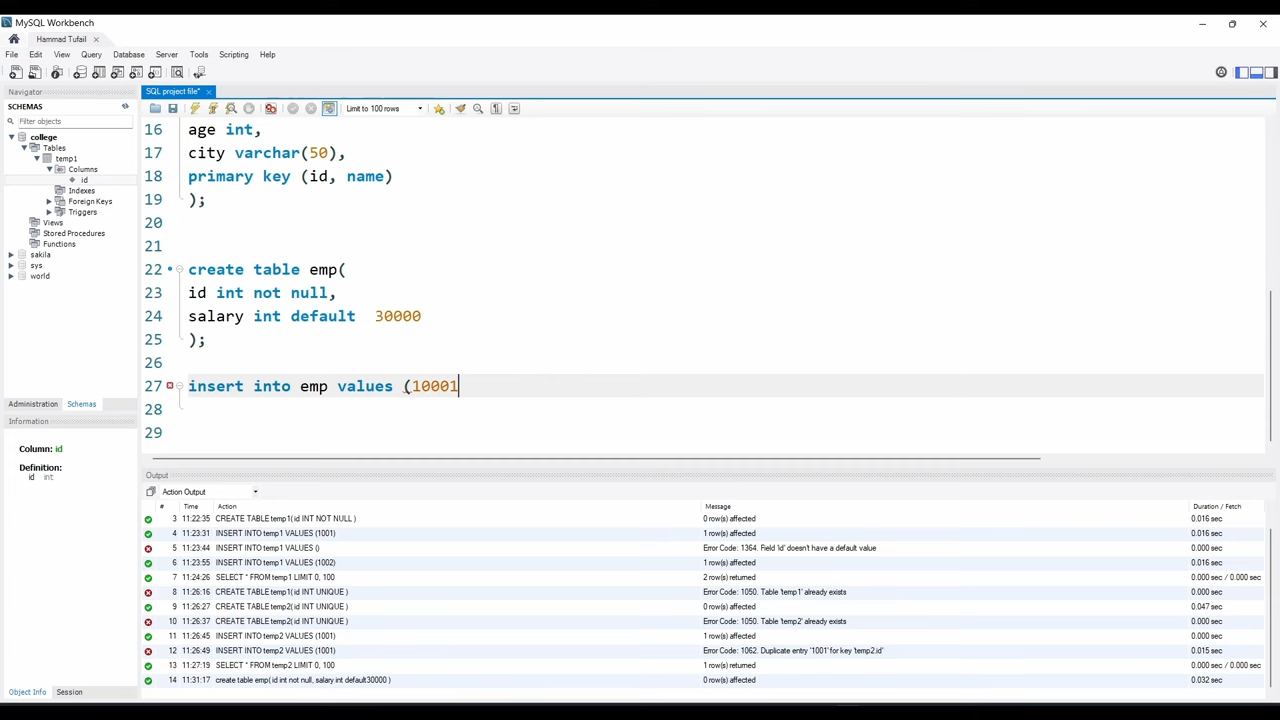 MySQL Workbench
Hammad Tufail ×
File Edit View Query Database Server Tools Scripting Help
Navigator
SQL project file* ×
SCHEMAS
Limit to 100 rows
Filter objects
college
Tables
temp1
Columns
id
Indexes
Foreign Keys
Triggers
Views
Stored Procedures
Functions
sakila
sys
world
16 age int,
17 city varchar(50),
18 primary key (id, name)
19 );
20
21
22 create table emp(
23 id int not null,
24 salary int default  30000
25 );
26
27 insert into emp values (10001
28
29
Administration Schemas
Information
Column: id
Definition:
id int
Output
Action Output
# Time Action Message Duration / Fetch
3 11:22:35 CREATE TABLE temp1( id INT NOT NULL ) 0 row(s) affected 0.016 sec
4 11:23:31 INSERT INTO temp1 VALUES (1001) 1 row(s) affected 0.016 sec
5 11:23:44 INSERT INTO temp1 VALUES () Error Code: 1364. Field 'id' doesn't have a default value 0.000 sec
6 11:23:55 INSERT INTO temp1 VALUES (1002) 1 row(s) affected 0.016 sec
7 11:24:26 SELECT * FROM temp1 LIMIT 0, 100 2 row(s) returned 0.000 sec / 0.000 sec
8 11:26:16 CREATE TABLE temp1( id INT UNIQUE ) Error Code: 1050. Table 'temp1' already exists 0.000 sec
9 11:26:27 CREATE TABLE temp2( id INT UNIQUE ) 0 row(s) affected 0.047 sec
10 11:26:37 CREATE TABLE temp2( id INT UNIQUE ) Error Code: 1050. Table 'temp2' already exists 0.000 sec
11 11:26:45 INSERT INTO temp2 VALUES (1001) 1 row(s) affected 0.016 sec
12 11:26:49 INSERT INTO temp2 VALUES (1001) Error Code: 1062. Duplicate entry '1001' for key 'temp2.id' 0.015 sec
13 11:27:19 SELECT * FROM temp2 LIMIT 0, 100 1 row(s) returned 0.000 sec / 0.000 sec
14 11:31:17 create table emp( id int not null, salary int default30000 ) 0 row(s) affected 0.032 sec
Object Info Session